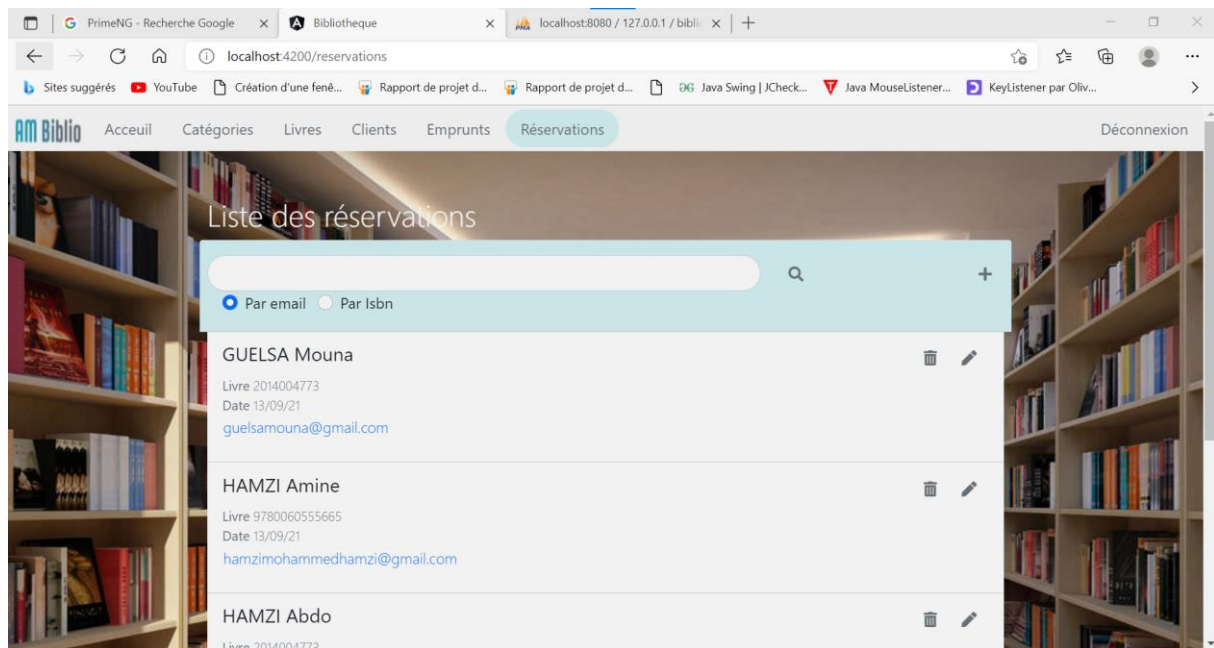 PrimeNG - Recherche Google
Bibliotheque
localhost:8080 / 127.0.0.1 / biblic
localhost:4200/reservations
Sites suggérés
YouTube
Création d'une fenê...
Rapport de projet d...
Rapport de projet d...
Java Swing | JCheck...
Java MouseListener...
KeyListener par Oliv...
AM Biblio
Acceuil
Catégories
Livres
Clients
Emprunts
Réservations
Déconnexion
Liste des réservations
Par email
Par Isbn
GUELSA Mouna
Livre 2014004773
Date 13/09/21
guelsamouna@gmail.com
HAMZI Amine
Livre 9780060555665
Date 13/09/21
hamzimohammedhamzi@gmail.com
HAMZI Abdo
Livre 2014004773